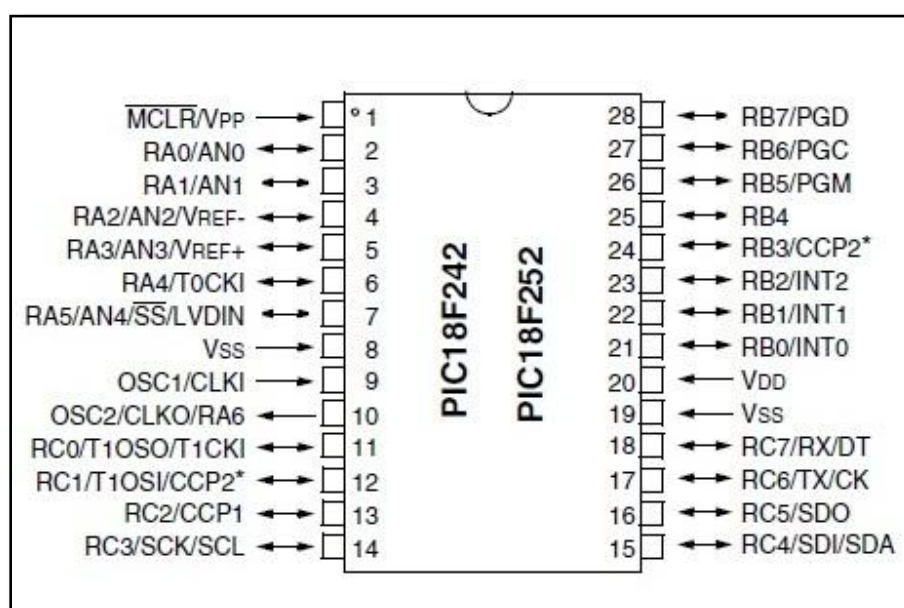 MCLR/VPP 1 28 RB7/PGD
RA0/AN0 2 27 RB6/PGC
RA1/AN1 3 26 RB5/PGM
RA2/AN2/VREF- 4 25 RB4
RA3/AN3/VREF+ 5 24 RB3/CCP2*
RA4/T0CKI 6 23 RB2/INT2
RA5/AN4/SS/LVDIN 7 22 RB1/INT1
VSS 8 21 RB0/INT0
OSC1/CLKI 9 20 VDD
OSC2/CLKO/RA6 10 19 VSS
RC0/T1OSO/T1CKI 11 18 RC7/RX/DT
RC1/T1OSI/CCP2* 12 17 RC6/TX/CK
RC2/CCP1 13 16 RC5/SDO
RC3/SCK/SCL 14 15 RC4/SDI/SDA
PIC18F242
PIC18F252